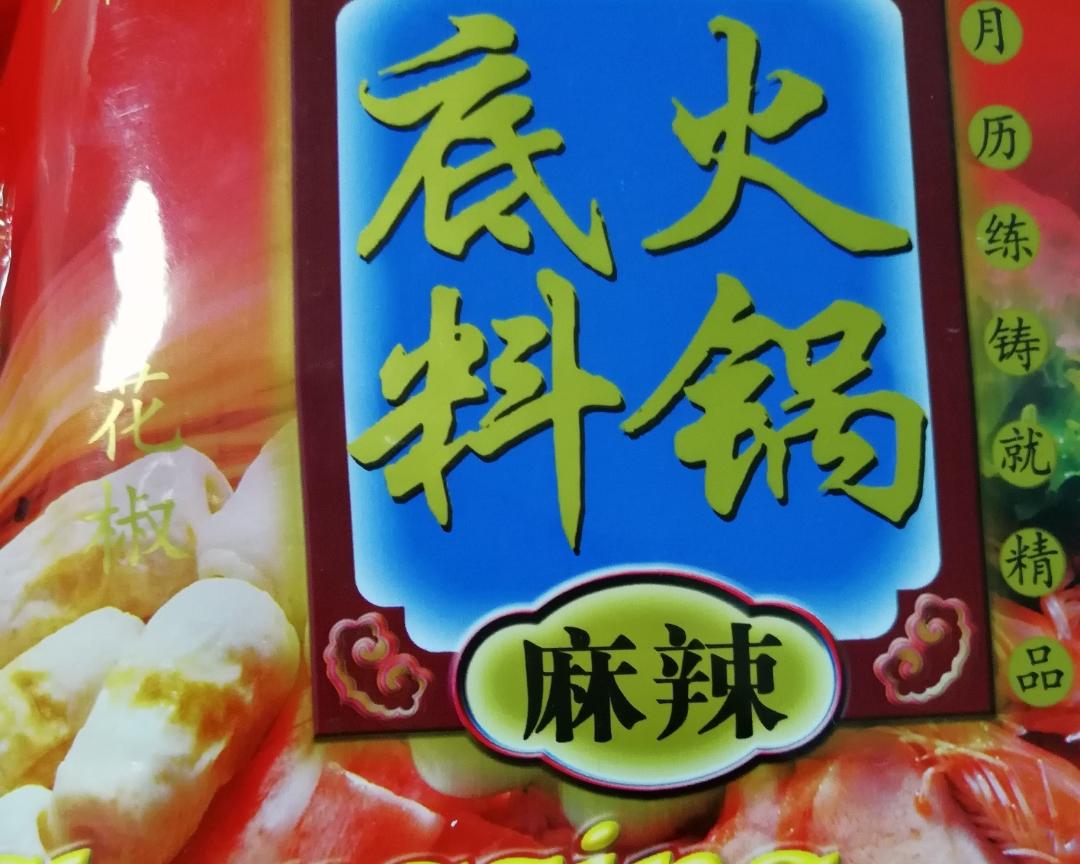 火锅
底料
麻辣
月历练铸就精品
花椒